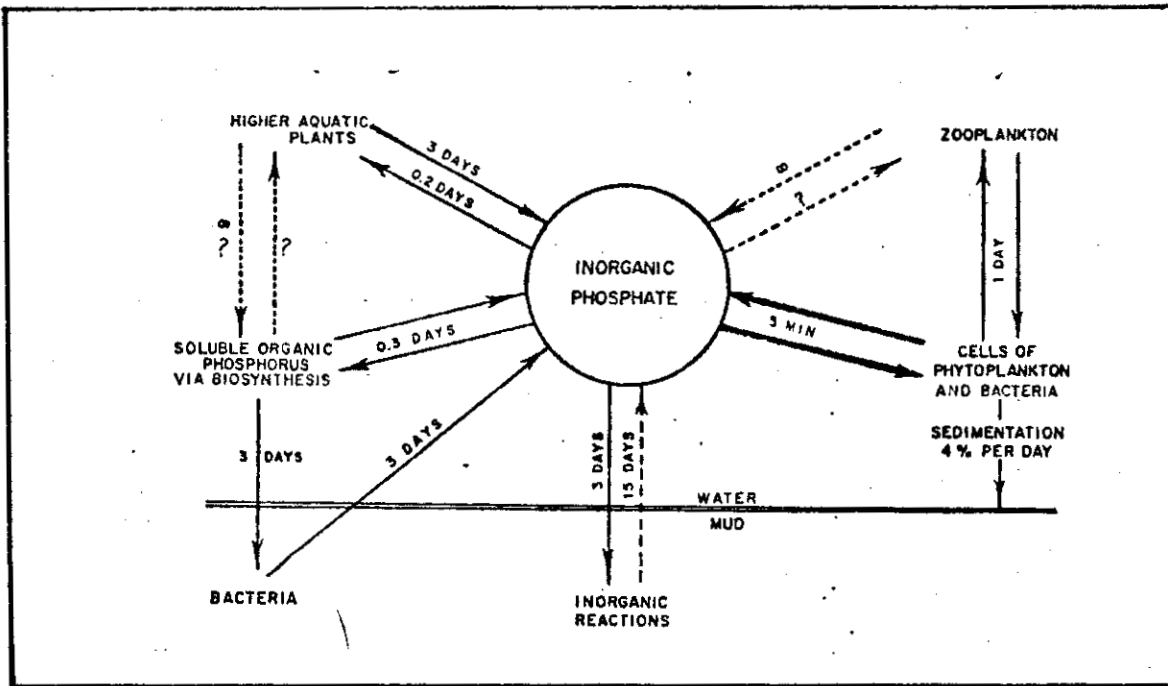 HIGHER AQUATIC
PLANTS
ZOOPLANKTON
3 DAYS
0.2 DAYS
?
?
?
INORGANIC
PHOSPHATE
1 DAY
MIN
0.3 DAYS
SOLUBLE ORGANIC
PHOSPHORUS
VIA BIOSYNTHESIS
CELLS OF
PHYTOPLANKTON
AND BACTERIA
SEDIMENTATION
4% PER DAY
3 DAYS
3 DAYS
3 DAYS
15 DAYS
WATER
MUD
BACTERIA
INORGANIC
REACTIONS